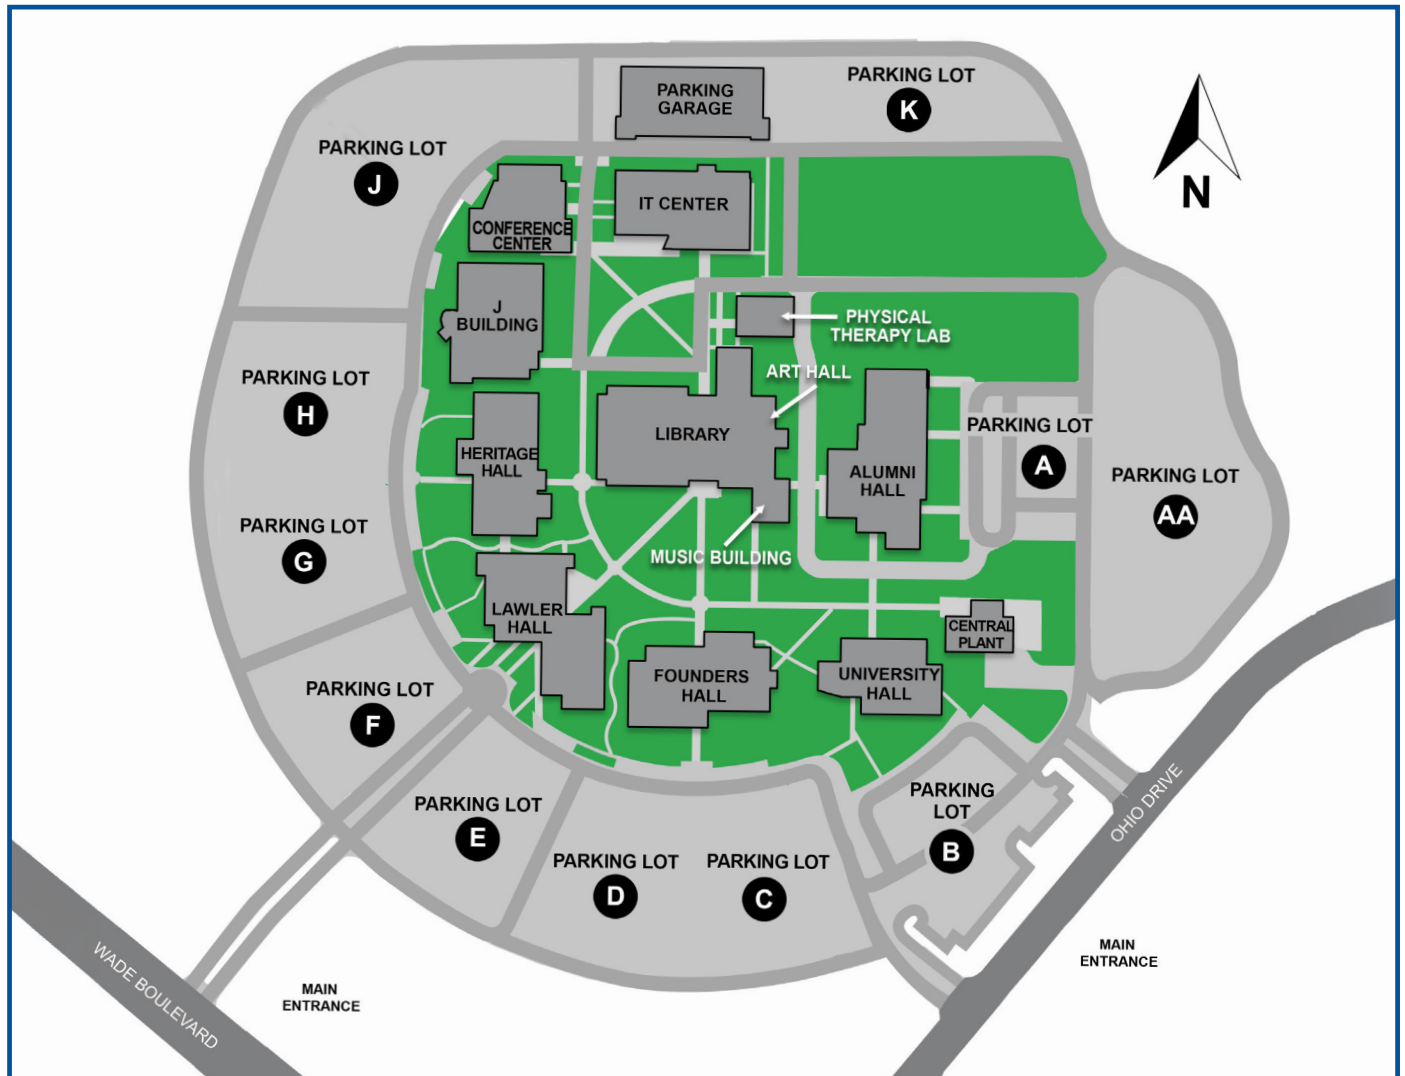 PARKING LOT
K
PARKING
GARAGE
PARKING LOT
J
N
IT CENTER
CONFERENCE
CENTER
J
BUILDING
PHYSICAL
THERAPY LAB
ART HALL
PARKING LOT
H
LIBRARY
PARKING LOT
A
HERITAGE
HALL
ALUMNI
HALL
PARKING LOT
AA
PARKING LOT
G
MUSIC BUILDING
LAWLER
HALL
CENTRAL
PLANT
FOUNDERS
HALL
UNIVERSITY
HALL
PARKING LOT
F
PARKING LOT
E
PARKING
LOT
B
OHIO DRIVE
PARKING LOT
D
PARKING LOT
C
MAIN
ENTRANCE
WADE BOULEVARD
MAIN
ENTRANCE